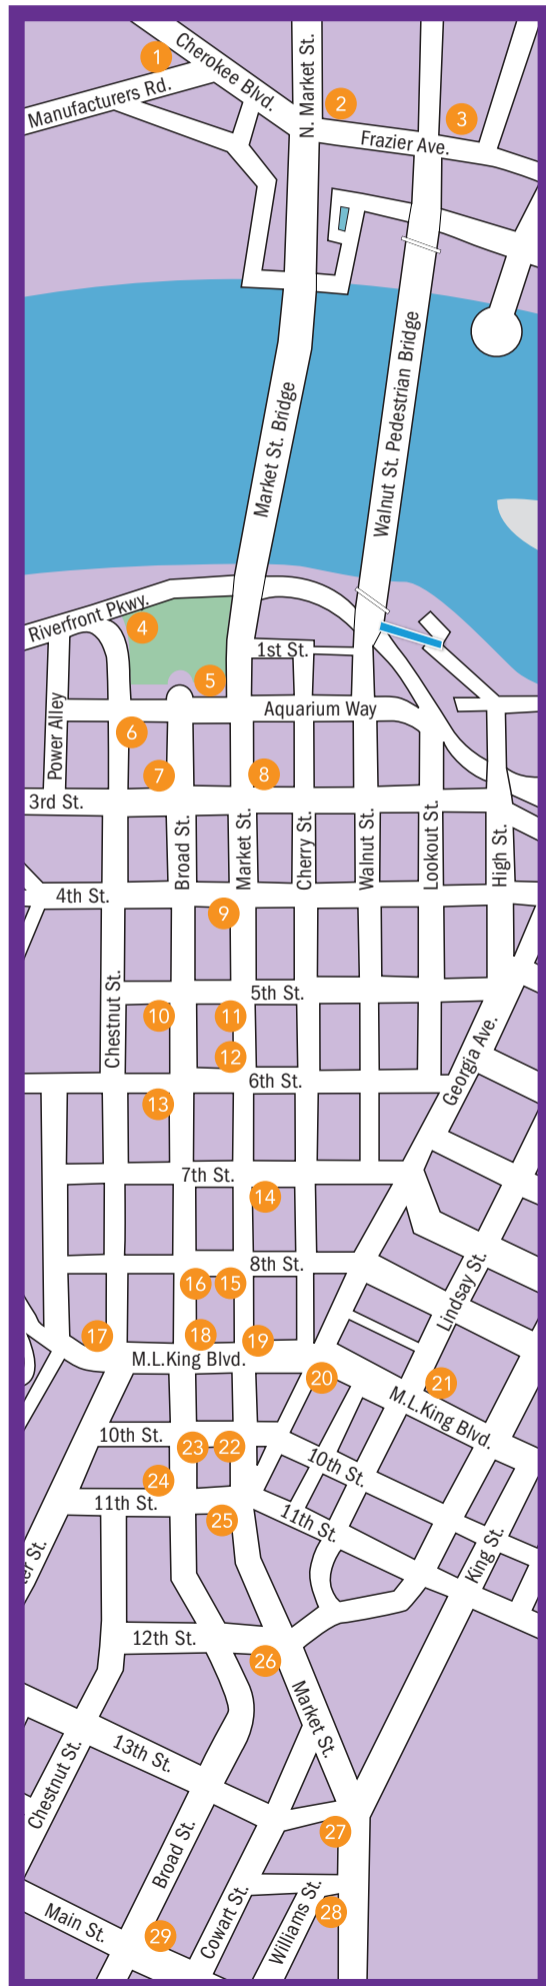 Cherokee Blvd.
N. Market St.
1
Manufacturers Rd.
2
3
Frazier Ave.
Market St. Bridge
Walnut St. Pedestrian Bridge
Riverfront Pkwy.
4
1st St.
5
Power Alley
Aquarium Way
6
7
8
3rd St.
Broad St.
Market St.
Cherry St.
Walnut St.
Lookout St.
High St.
4th St.
9
Chestnut St.
5th St.
10
11
Georgia Ave.
12
6th St.
13
7th St.
14
8th St.
Lindsay St.
16
15
17
18
19
M.L.King Blvd.
20
21
M.L.King Blvd.
10th St.
23
22
10th St.
24
11th St.
25
11th St.
King St.
er St.
12th St.
26
Market St.
13th St.
Chestnut St.
27
Broad St.
Cowart St.
Williams St.
28
Main St.
29